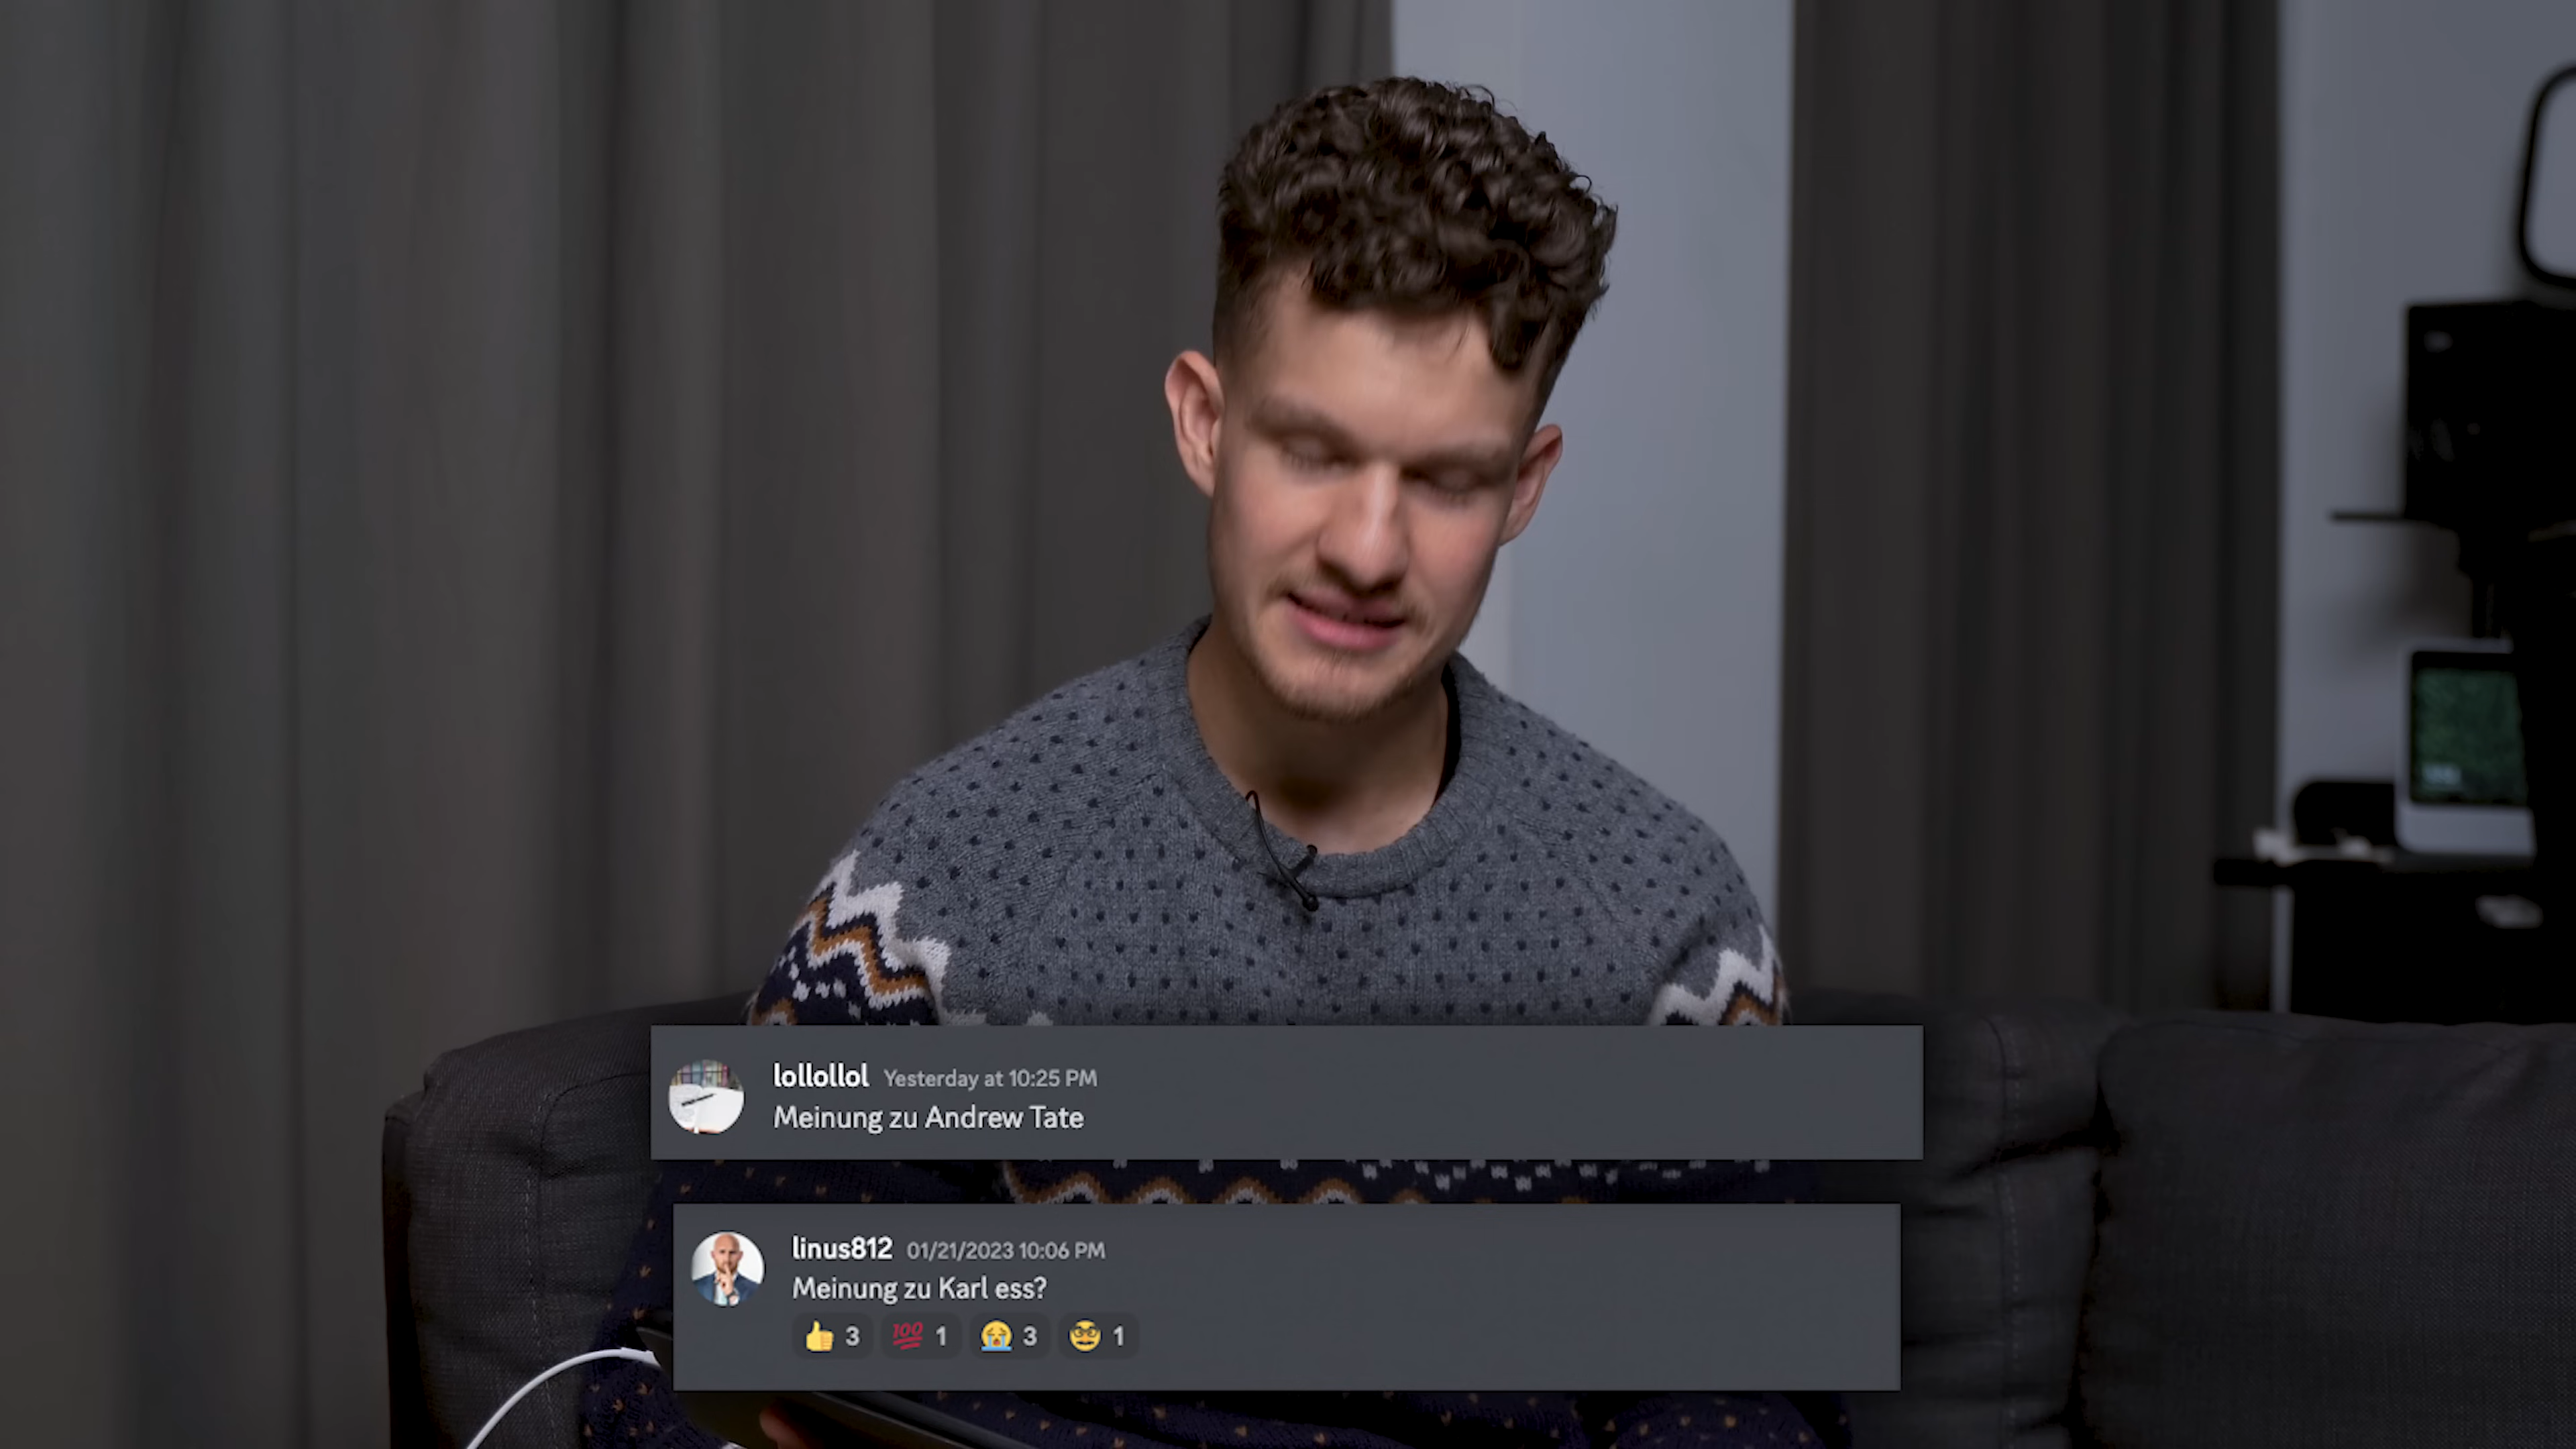 lollollol Yesterday at 10:25 PM
Meinung zu Andrew Tate
linus812 01/21/2023 10:06 PM
Meinung zu Karl ess?
👍 3 💯 1 😭 3 🥸 1